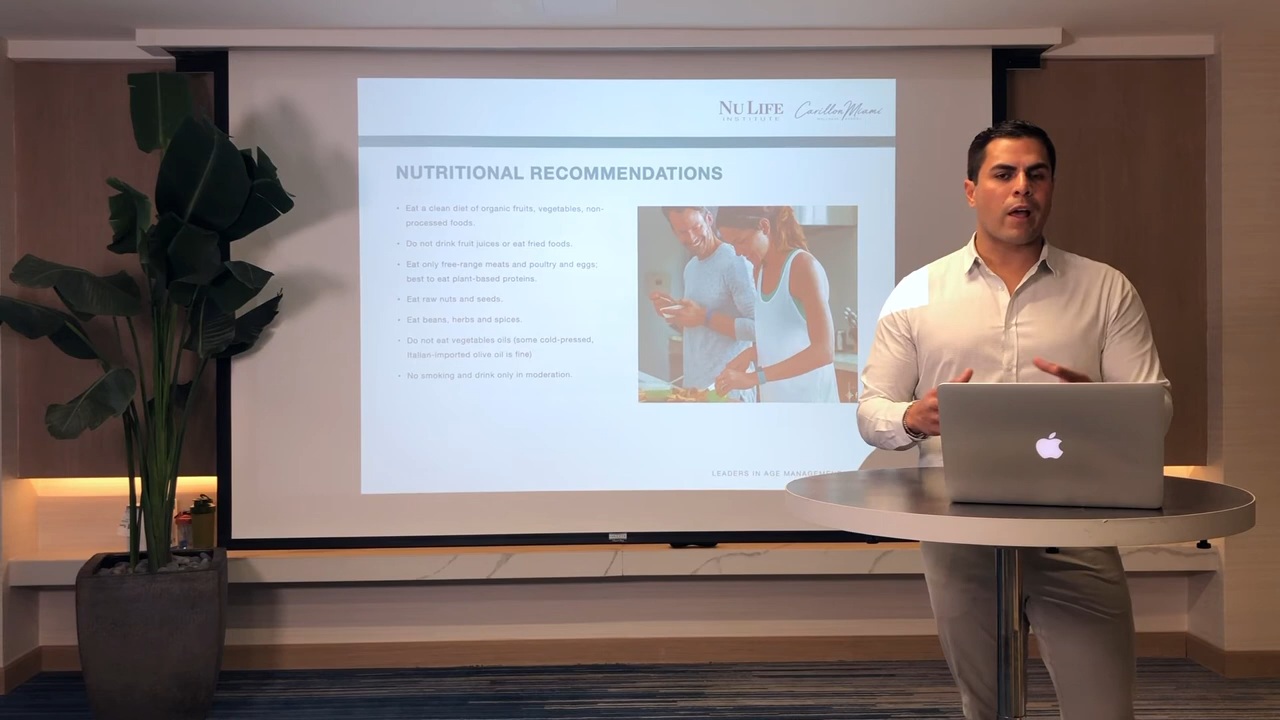 NU LIFE Carillon Miami
INSTITUTE
NUTRITIONAL RECOMMENDATIONS
• Eat a clean diet of organic fruits, vegetables, non-
processed foods.
• Do not drink fruit juices or eat fried foods.
• Eat only free-range meats and poultry and eggs;
best to eat plant-based proteins.
• Eat raw nuts and seeds.
• Eat beans, herbs and spices.
• Do not eat vegetables oils (some cold-pressed,
Italian-imported olive oil is fine)
• No smoking and drink only in moderation.
LEADERS IN AGE